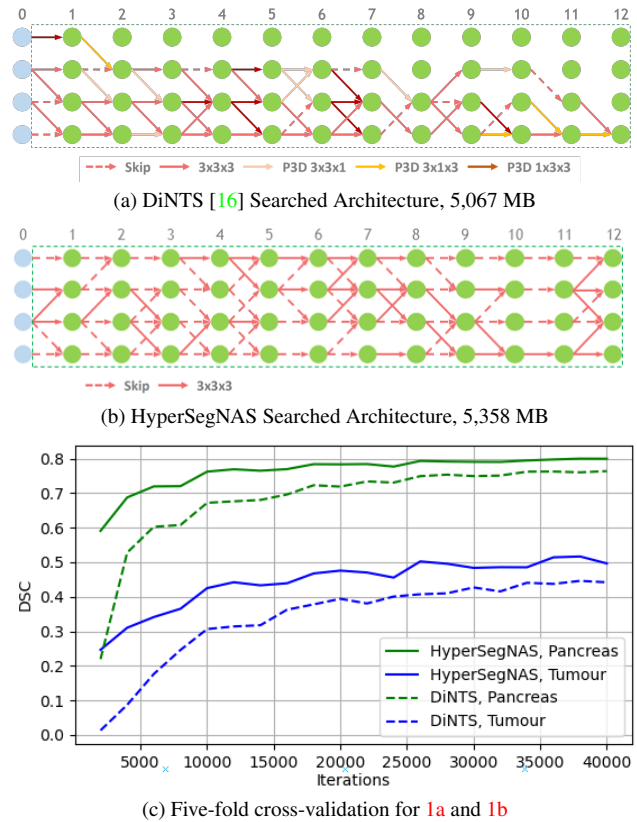 0 1 2 3 4 5 6 7 8 9 10 11 12
Skip 3x3x3 P3D 3x3x1 P3D 3x1x3 P3D 1x3x3
(a) DiNTS [16] Searched Architecture, 5,067 MB
0 1 2 3 4 5 6 7 8 9 10 11 12
Skip 3x3x3
(b) HyperSegNAS Searched Architecture, 5,358 MB
0.8
0.7
0.6
0.5
0.4
0.3
0.2
0.1
0.0
DSC
HyperSegNAS, Pancreas
HyperSegNAS, Tumour
DiNTS, Pancreas
DiNTS, Tumour
5000 10000 15000 20000 25000 30000 35000 40000
Iterations
(c) Five-fold cross-validation for 1a and 1b